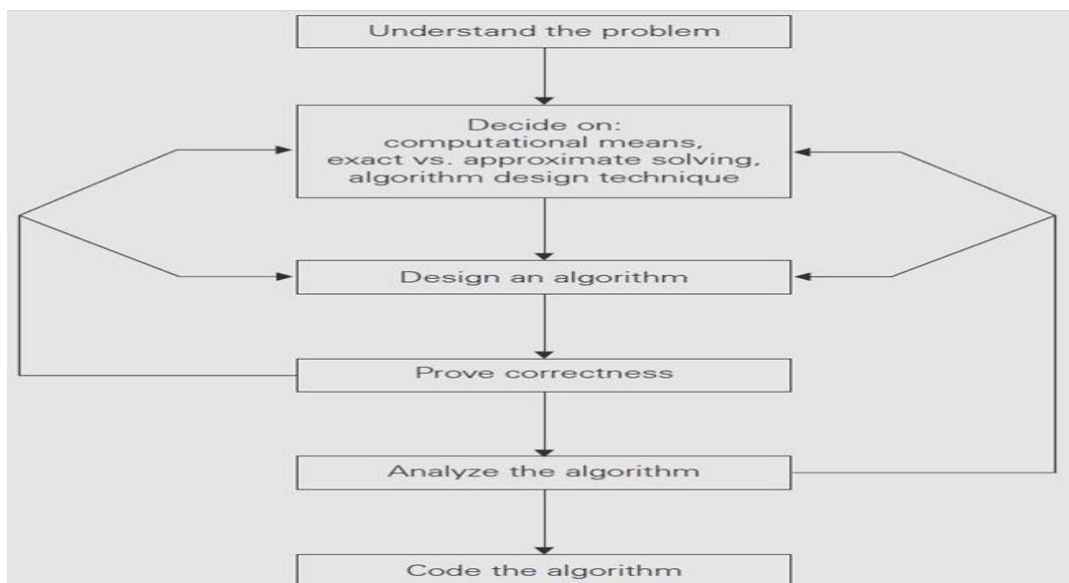 Understand the problem
Decide on:
computational means,
exact vs. approximate solving,
algorithm design technique
Design an algorithm
Prove correctness
Analyze the algorithm
Code the algorithm